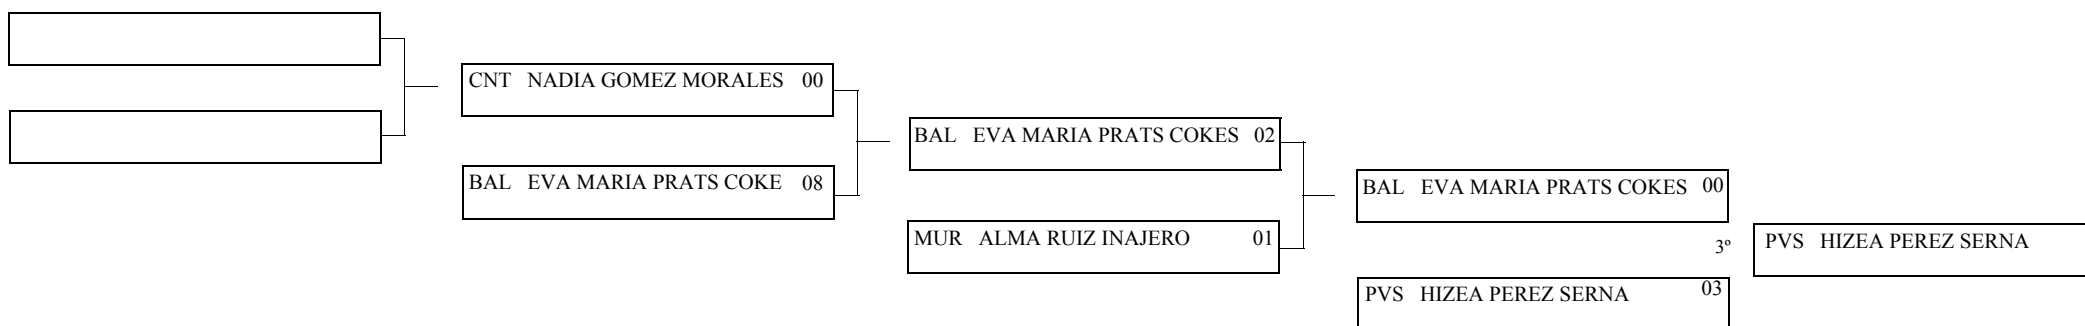 CNT NADIA GOMEZ MORALES 00
BAL EVA MARIA PRATS COKE 08
BAL EVA MARIA PRATS COKES 02
MUR ALMA RUIZ INAJERO 01
BAL EVA MARIA PRATS COKES 00
PVS HIZEA PEREZ SERNA 03
3º PVS HIZEA PEREZ SERNA